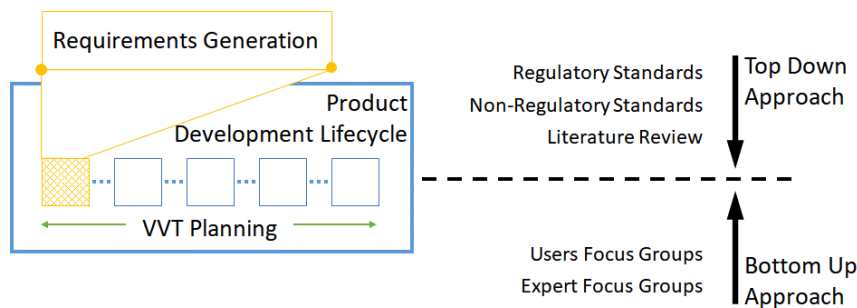 Requirements Generation
Product
Development Lifecycle
VVT Planning
Regulatory Standards
Non-Regulatory Standards
Literature Review
Top Down
Approach
Users Focus Groups
Expert Focus Groups
Bottom Up
Approach